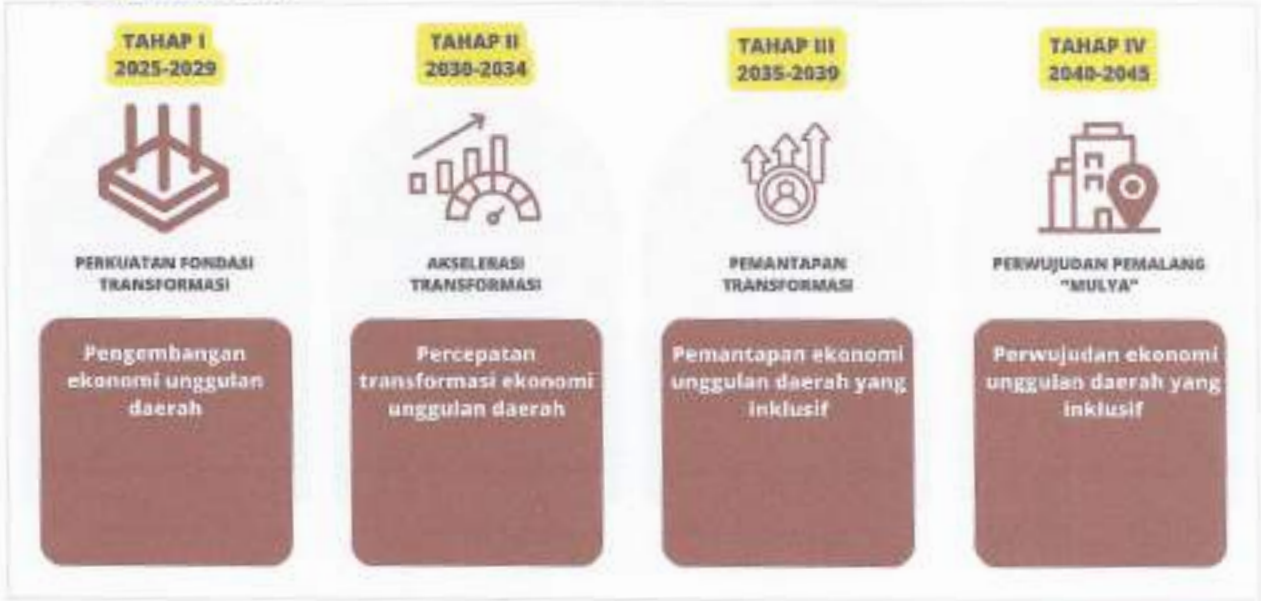 TAHAP I
2025-2029
PERKUATAN FONDASI
TRANSFORMASI
Pengembangan
ekonomi unggulan
daerah
TAHAP II
2030-2034
AKSELERASI
TRANSFORMASI
Percepatan
transformasi ekonomi
unggulan daerah
TAHAP III
2035-2039
PEMANTAPAN
TRANSFORMASI
Pemantapan ekonomi
unggulan daerah yang
inklusif
TAHAP IV
2040-2045
PERWUJUDAN PEMALANG
"MULYA"
Perwujudan ekonomi
unggulan daerah yang
inklusif